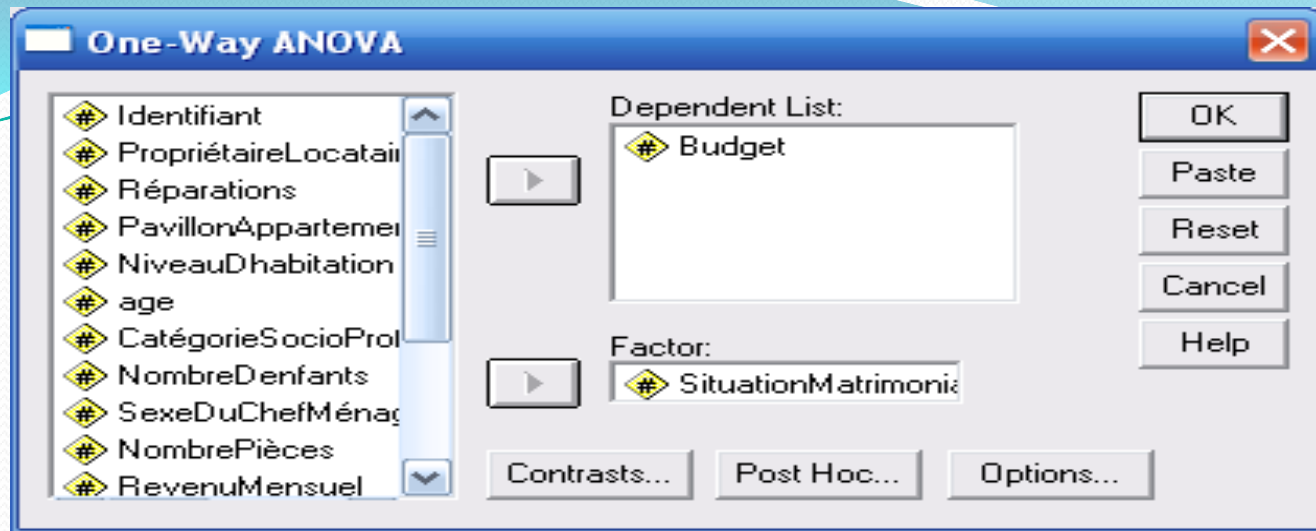 One-Way ANOVA
Identifiant
PropriétaireLocatair
Réparations
PavillonAppartemer
NiveauDhabitation
age
CatégorieSocioProf
NombreDenfants
SexeDuChefMénag
NombrePièces
RevenuMensuel
Dependent List:
Budget
Factor:
SituationMatrimonia
Contrasts...
Post Hoc...
Options...
OK
Paste
Reset
Cancel
Help